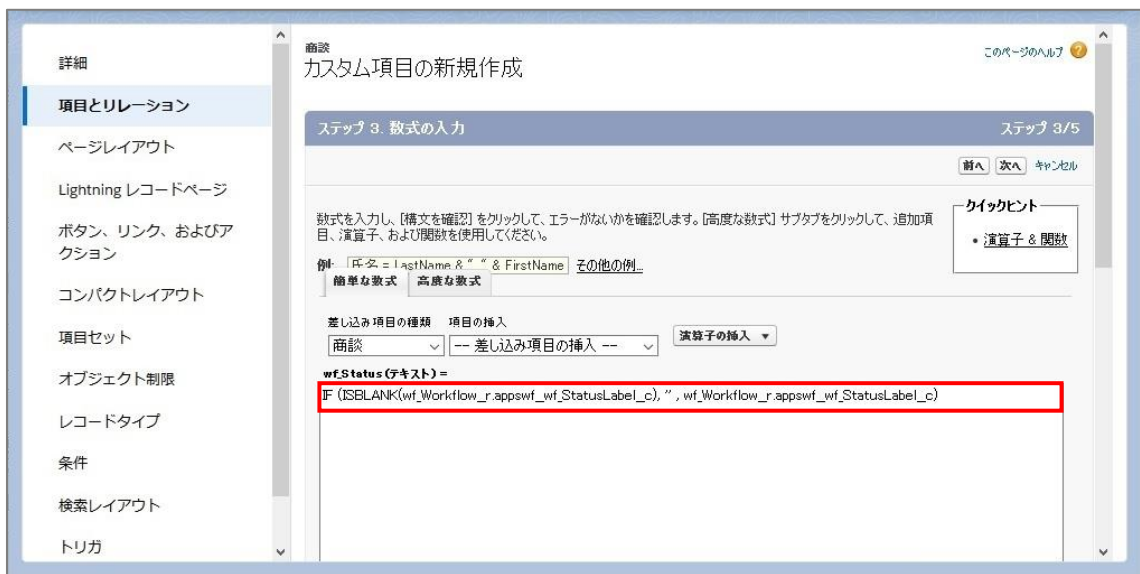 詳細
項目とリレーション
ページレイアウト
Lightning レコードページ
ボタン、リンク、およびア
クション
コンパクトレイアウト
項目セット
オブジェクト制限
レコードタイプ
条件
検索レイアウト
トリガ
商談
カスタム項目の新規作成
このページのヘルプ
ステップ 3. 数式の入力
ステップ 3/5
前へ 次へ キャンセル
数式を入力し、[構文を確認] をクリックして、エラーがないかを確認します。[高度な数式] サブタブをクリックして、追加項
目、演算子、および関数を使用してください。
クイックヒント
• 演算子 & 関数
例: 氏名 = LastName & " " & FirstName その他の例...
簡単な数式 高度な数式
差し込み項目の種類 項目の挿入
商談 -- 差し込み項目の挿入 -- 演算子の挿入 ▼
wf_Status (テキスト) =
IF (ISBLANK(wf_Workflow_r.appswf_wf_StatusLabel_c), '' , wf_Workflow_r.appswf_wf_StatusLabel_c)